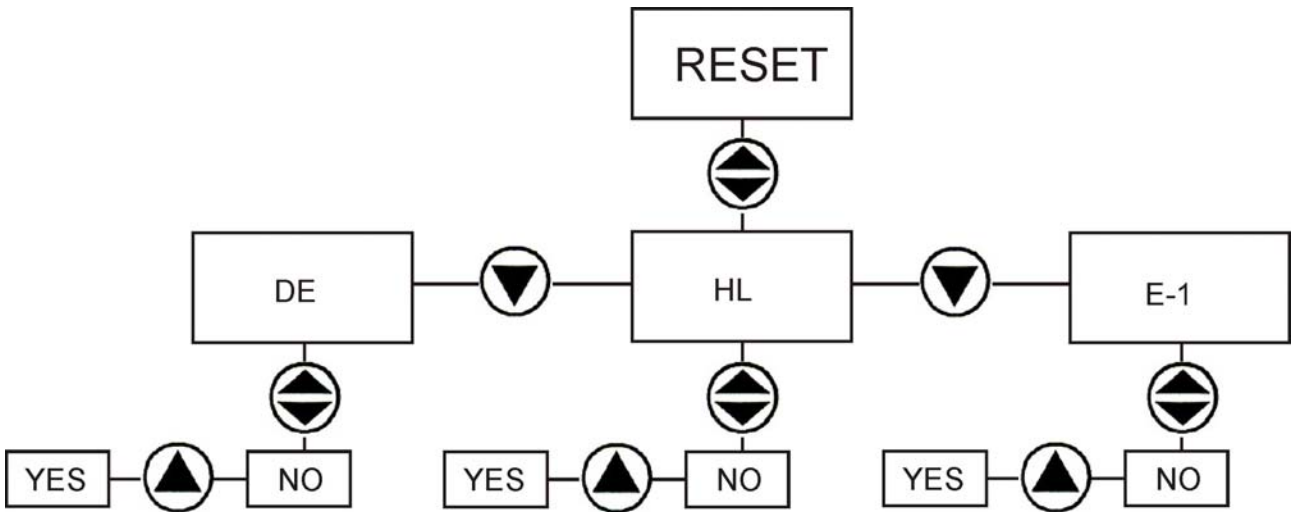 RESET
DE
HL
E-1
YES
NO
YES
NO
YES
NO